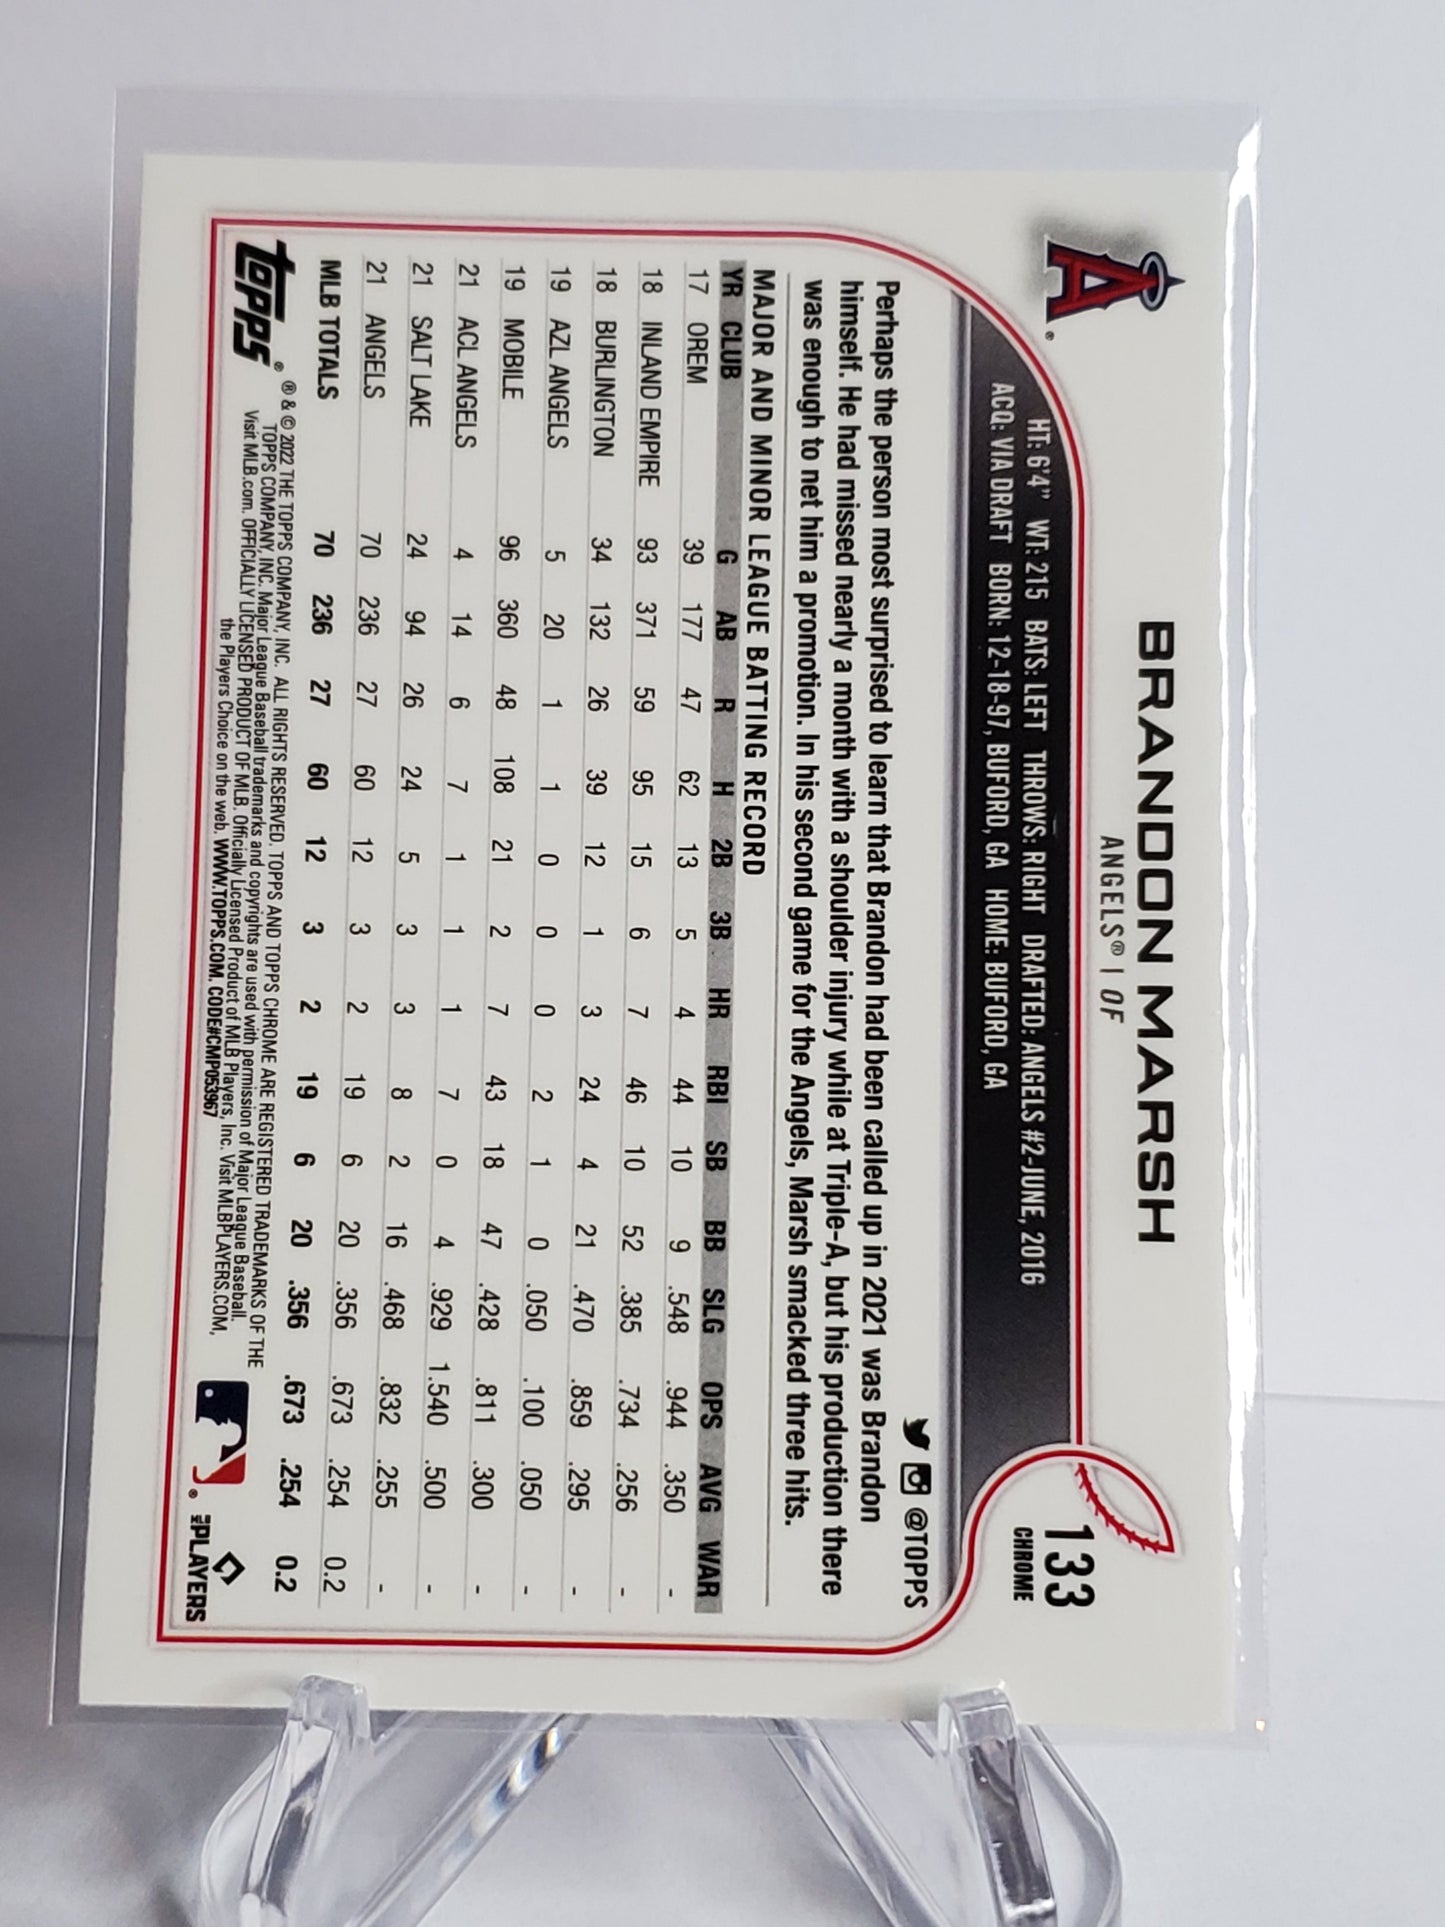 A®
BRANDON MARSH
ANGELS® | OF
133
CHROME
HT: 6'4" WT: 215 BATS: LEFT THROWS: RIGHT DRAFTED: ANGELS #2-JUNE, 2016
ACQ: VIA DRAFT BORN: 12-18-97, BUFORD, GA HOME: BUFORD, GA
@TOPPS
Perhaps the person most surprised to learn that Brandon had been called up in 2021 was Brandon
himself. He had missed nearly a month with a shoulder injury while at Triple-A, but his production there
was enough to net him a promotion. In his second game for the Angels, Marsh smacked three hits.
MAJOR AND MINOR LEAGUE BATTING RECORD
YR CLUB G AB R H 2B 3B HR RBI SB BB SLG OPS AVG WAR
17 OREM 39 177 47 62 13 5 4 44 10 9 .548 .944 .350 -
18 INLAND EMPIRE 93 371 59 95 15 6 7 46 10 52 .385 .734 .256 -
18 BURLINGTON 34 132 26 39 12 1 3 24 4 21 .470 .859 .295 -
19 AZL ANGELS 5 20 1 1 0 0 0 2 1 0 .050 .100 .050 -
19 MOBILE 96 360 48 108 21 2 7 43 18 47 .428 .811 .300 -
21 ACL ANGELS 4 14 6 7 1 1 1 7 0 4 .929 1.540 .500 -
21 SALT LAKE 24 94 26 24 5 3 3 8 2 16 .468 .832 .255 -
21 ANGELS 70 236 27 60 12 3 2 19 6 20 .356 .673 .254 0.2
MLB TOTALS 70 236 27 60 12 3 2 19 6 20 .356 .673 .254 0.2
topps®
® & © 2022 THE TOPPS COMPANY, INC. ALL RIGHTS RESERVED. TOPPS AND TOPPS CHROME ARE REGISTERED TRADEMARKS OF THE
TOPPS COMPANY, INC. Major League Baseball trademarks and copyrights are used with permission of Major League Baseball.
Visit MLB.com. OFFICIALLY LICENSED PRODUCT OF MLB. Officially Licensed Product of MLB Players, Inc. Visit MLBPLAYERS.COM,
the Players Choice on the web. WWW.TOPPS.COM. CODE#CMP053967
®
MLB PLAYERS